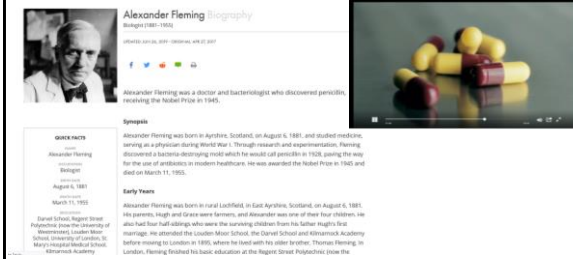 Alexander Fleming Biography
Biologist (1881–1955)
Alexander Fleming was a doctor and bacteriologist who discovered penicillin,
receiving the Nobel Prize in 1945.
Synopsis
Alexander Fleming was born in Ayrshire, Scotland, on August 6, 1881, and studied medicine,
serving as a physician during World War I. Through research and experimentation, Fleming
discovered a bacteria-destroying mold which he would call penicillin in 1928, paving the way
for the use of antibiotics in modern healthcare. He was awarded the Nobel Prize in 1945 and
died on March 11, 1955.
QUICK FACTS
NAME
Alexander Fleming
OCCUPATION
Biologist
BIRTH DATE
August 6, 1881
DEATH DATE
March 11, 1955
EDUCATION
Darvel School, Regent Street
Polytechnic (now the University of
Westminster), Louden Moor
School, University of London, St.
Mary's Hospital Medical School,
Kilmarnock Academy
Early Years
Alexander Fleming was born in rural Lochfield, in East Ayrshire, Scotland, on August 6, 1881.
His parents, Hugh and Grace were farmers, and Alexander was one of their four children. He
also had four half-siblings who were the surviving children from his father Hugh's first
marriage. He attended the Louden Moor School, the Darvel School and Kilmarnock Academy
before moving to London in 1895, where he lived with his older brother, Thomas Fleming. In
London, Fleming finished his basic education at the Regent Street Polytechnic (now the